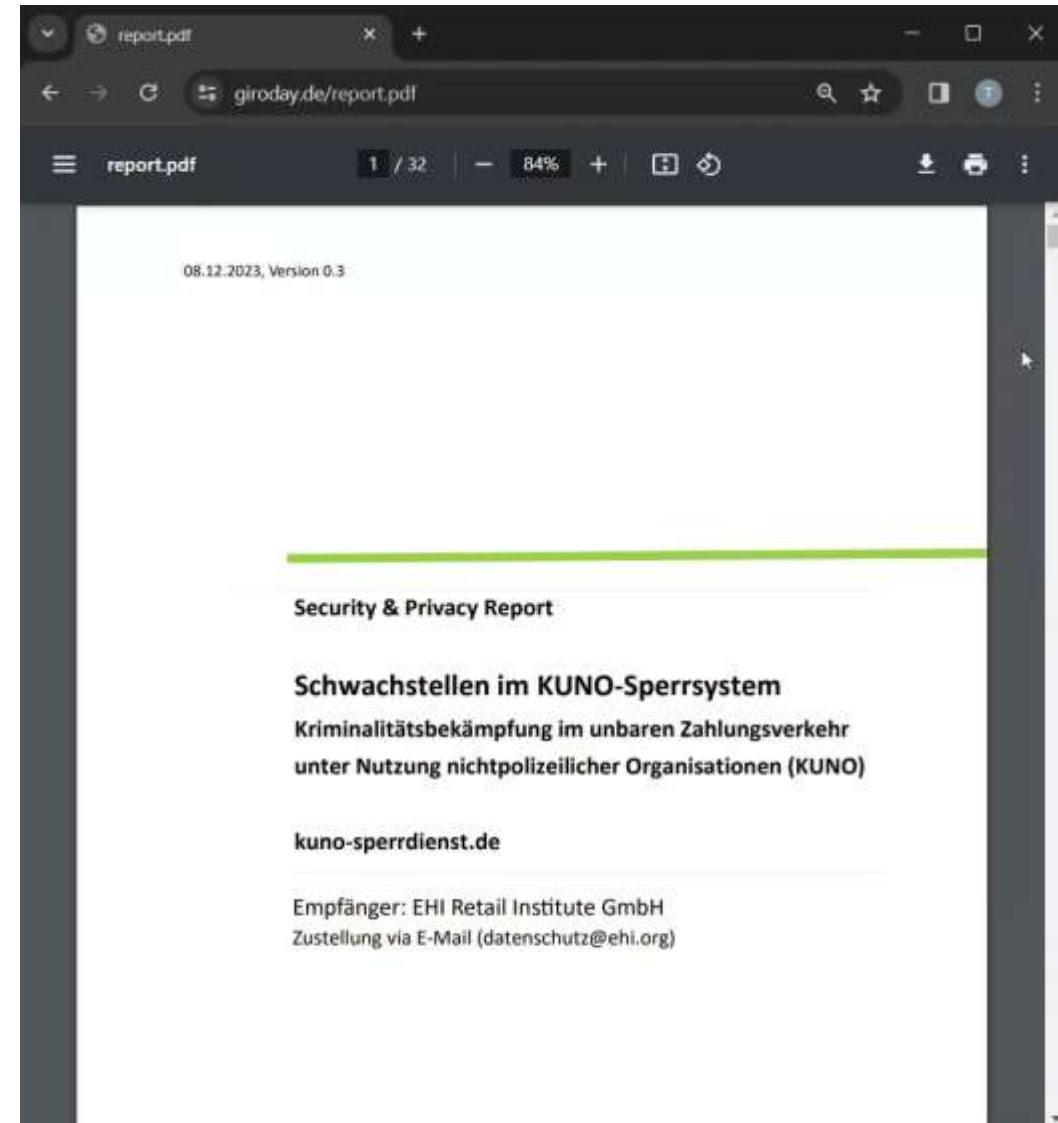 report.pdf
giroday.de/report.pdf
T
report.pdf
1 / 32
84%
08.12.2023, Version 0.3
Security & Privacy Report
Schwachstellen im KUNO-Sperrsystem
Kriminalitätsbekämpfung im unbaren Zahlungsverkehr
unter Nutzung nichtpolizeilicher Organisationen (KUNO)
kuno-sperrdienst.de
Empfänger: EHI Retail Institute GmbH
Zustellung via E-Mail (datenschutz@ehi.org)